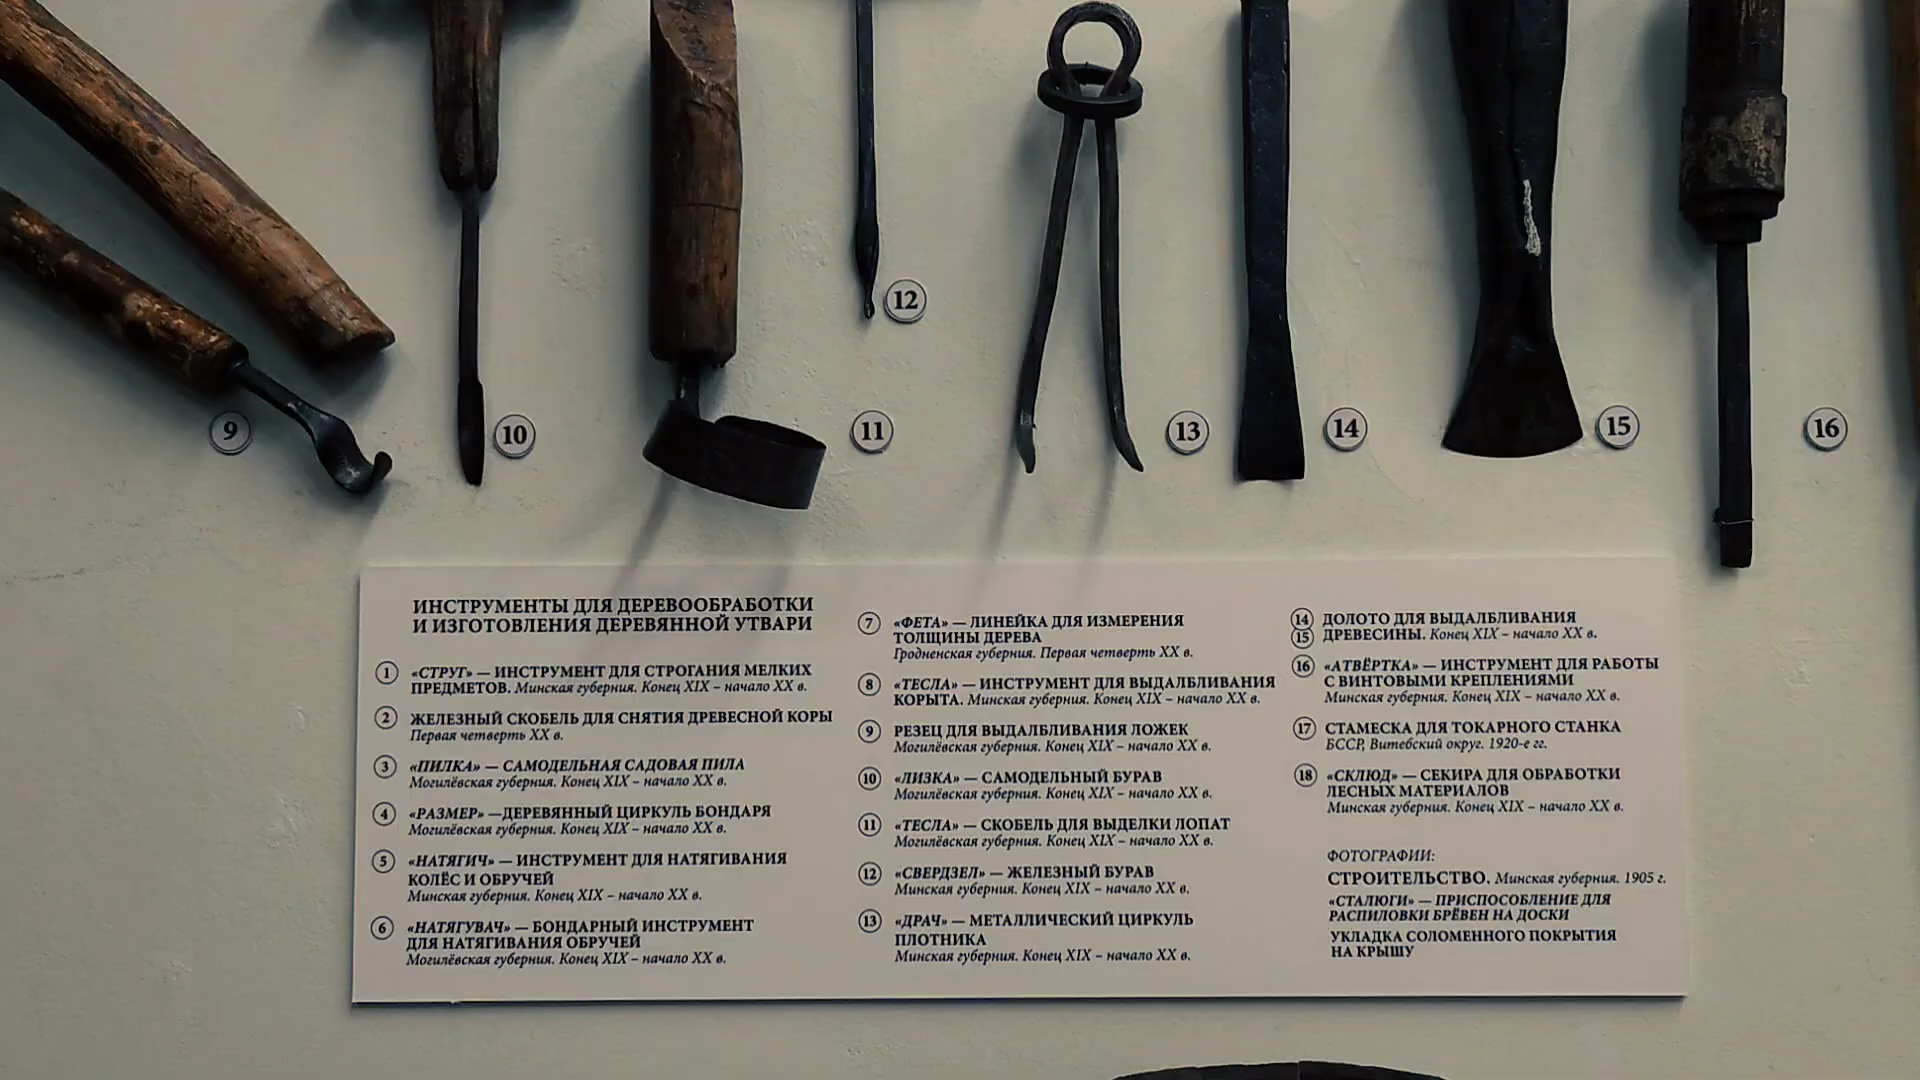 12
9
10
11
13
14
15
16
ИНСТРУМЕНТЫ ДЛЯ ДЕРЕВООБРАБОТКИ
И ИЗГОТОВЛЕНИЯ ДЕРЕВЯННОЙ УТВАРИ
1 «СТРУГ» — ИНСТРУМЕНТ ДЛЯ СТРОГАНИЯ МЕЛКИХ
ПРЕДМЕТОВ. Минская губерния. Конец XIX – начало XX в.
2 ЖЕЛЕЗНЫЙ СКОБЕЛЬ ДЛЯ СНЯТИЯ ДРЕВЕСНОЙ КОРЫ
Первая четверть XX в.
3 «ПИЛКА» — САМОДЕЛЬНАЯ САДОВАЯ ПИЛА
Могилёвская губерния. Конец XIX – начало XX в.
4 «РАЗМЕР» —ДЕРЕВЯННЫЙ ЦИРКУЛЬ БОНДАРЯ
Могилёвская губерния. Конец XIX – начало XX в.
5 «НАТЯГИЧ» — ИНСТРУМЕНТ ДЛЯ НАТЯГИВАНИЯ
КОЛЁС И ОБРУЧЕЙ
Минская губерния. Конец XIX – начало XX в.
6 «НАТЯГУВАЧ» — БОНДАРНЫЙ ИНСТРУМЕНТ
ДЛЯ НАТЯГИВАНИЯ ОБРУЧЕЙ
Могилёвская губерния. Конец XIX – начало XX в.
7 «ФЕТА» — ЛИНЕЙКА ДЛЯ ИЗМЕРЕНИЯ
ТОЛЩИНЫ ДЕРЕВА
Гродненская губерния. Первая четверть XX в.
8 «ТЕСЛА» — ИНСТРУМЕНТ ДЛЯ ВЫДАЛБЛИВАНИЯ
КОРЫТА. Минская губерния. Конец XIX – начало XX в.
9 РЕЗЕЦ ДЛЯ ВЫДАЛБЛИВАНИЯ ЛОЖЕК
Могилёвская губерния. Конец XIX – начало XX в.
10 «ЛИЗКА» — САМОДЕЛЬНЫЙ БУРАВ
Могилёвская губерния. Конец XIX – начало XX в.
11 «ТЕСЛА» — СКОБЕЛЬ ДЛЯ ВЫДЕЛКИ ЛОПАТ
Могилёвская губерния. Конец XIX – начало XX в.
12 «СВЕРДЗЕЛ» — ЖЕЛЕЗНЫЙ БУРАВ
Минская губерния. Конец XIX – начало XX в.
13 «ДРАЧ» — МЕТАЛЛИЧЕСКИЙ ЦИРКУЛЬ
ПЛОТНИКА
Минская губерния. Конец XIX – начало XX в.
14 ДОЛОТО ДЛЯ ВЫДАЛБЛИВАНИЯ
15 ДРЕВЕСИНЫ. Конец XIX – начало XX в.
16 «АТВЁРТКА» — ИНСТРУМЕНТ ДЛЯ РАБОТЫ
С ВИНТОВЫМИ КРЕПЛЕНИЯМИ
Минская губерния. Конец XIX – начало XX в.
17 СТАМЕСКА ДЛЯ ТОКАРНОГО СТАНКА
БССР, Витебский округ. 1920-е гг.
18 «СКЛЮД» — СЕКИРА ДЛЯ ОБРАБОТКИ
ЛЕСНЫХ МАТЕРИАЛОВ
Минская губерния. Конец XIX – начало XX в.
ФОТОГРАФИИ:
СТРОИТЕЛЬСТВО. Минская губерния. 1905 г.
«СТАЛЮГИ» — ПРИСПОСОБЛЕНИЕ ДЛЯ
РАСПИЛОВКИ БРЁВЕН НА ДОСКИ
УКЛАДКА СОЛОМЕННОГО ПОКРЫТИЯ
НА КРЫШУ